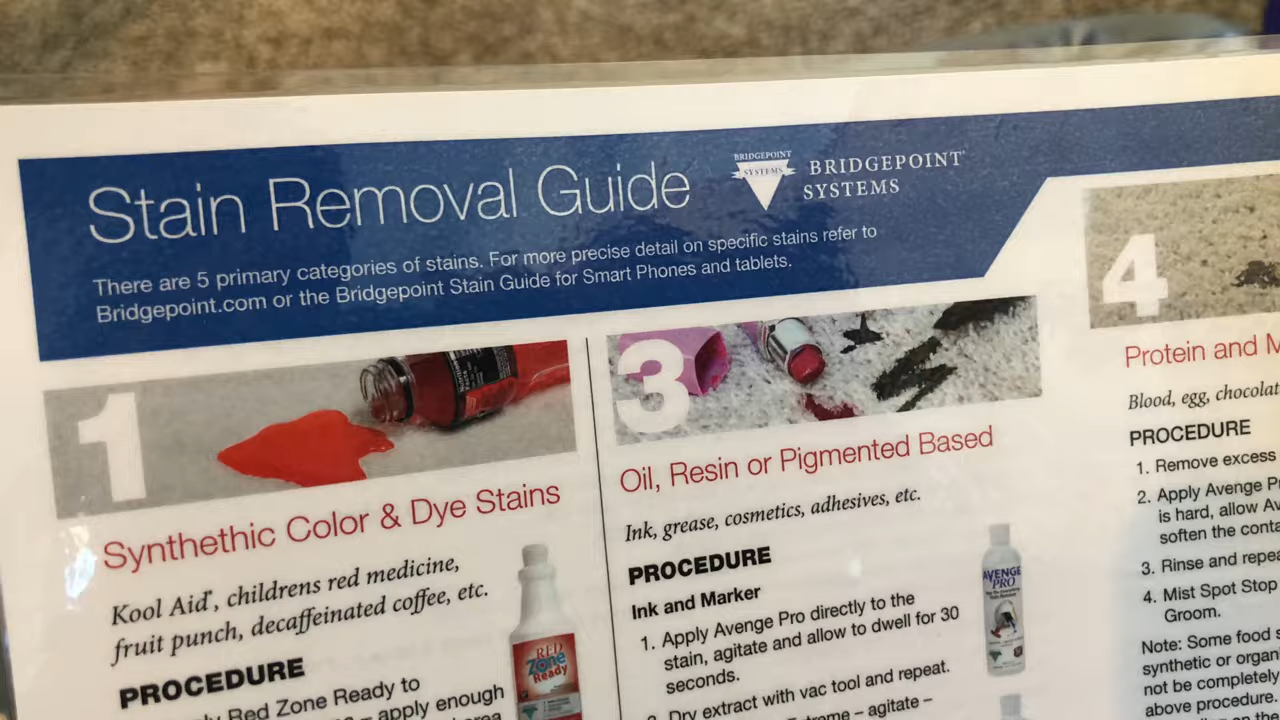 Stain Removal Guide
BRIDGEPOINT
SYSTEMS
BRIDGEPOINT
SYSTEMS
There are 5 primary categories of stains. For more precise detail on specific stains refer to
Bridgepoint.com or the Bridgepoint Stain Guide for Smart Phones and tablets.
1
Synthethic Color & Dye Stains
Kool Aid®, childrens red medicine,
fruit punch, decaffeinated coffee, etc.
PROCEDURE
Red Zone Ready to
– apply enough
RED
Zone
Ready
3
Oil, Resin or Pigmented Based
Ink, grease, cosmetics, adhesives, etc.
PROCEDURE
Ink and Marker
1. Apply Avenge Pro directly to the
stain, agitate and allow to dwell for 30
seconds.
2. Dry extract with vac tool and repeat.
– agitate –
AVENGE
PRO
4
Protein and
Blood, egg,
PROCEDURE
1. Remove excess
2. Apply Avenge
is hard, allow
soften the
3. Rinse and
4. Mist Spot Stop
Groom.
Note: Some food
synthetic or
not be completely
above procedure.